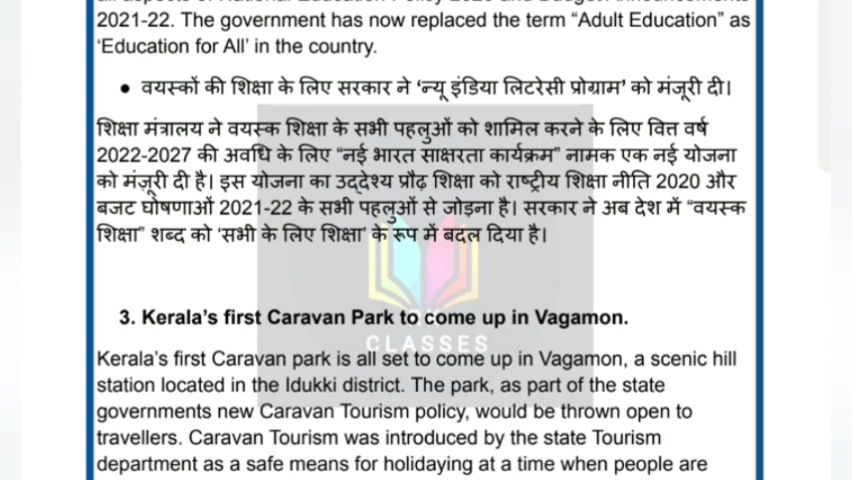 2021-22. The government has now replaced the term “Adult Education” as
‘Education for All’ in the country.
● वयस्कों की शिक्षा के लिए सरकार ने ‘न्यू इंडिया लिटरेसी प्रोग्राम’ को मंजूरी दी।
शिक्षा मंत्रालय ने वयस्क शिक्षा के सभी पहलुओं को शामिल करने के लिए वित्त वर्ष
2022-2027 की अवधि के लिए “नई भारत साक्षरता कार्यक्रम” नामक एक नई योजना
को मंज़ूरी दी है। इस योजना का उद्देश्य प्रौढ़ शिक्षा को राष्ट्रीय शिक्षा नीति 2020 और
बजट घोषणाओं 2021-22 के सभी पहलुओं से जोड़ना है। सरकार ने अब देश में “वयस्क
शिक्षा” शब्द को ‘सभी के लिए शिक्षा’ के रूप में बदल दिया है।
3. Kerala’s first Caravan Park to come up in Vagamon.
CLASSES
Kerala’s first Caravan park is all set to come up in Vagamon, a scenic hill
station located in the Idukki district. The park, as part of the state
governments new Caravan Tourism policy, would be thrown open to
travellers. Caravan Tourism was introduced by the state Tourism
department as a safe means for holidaying at a time when people are